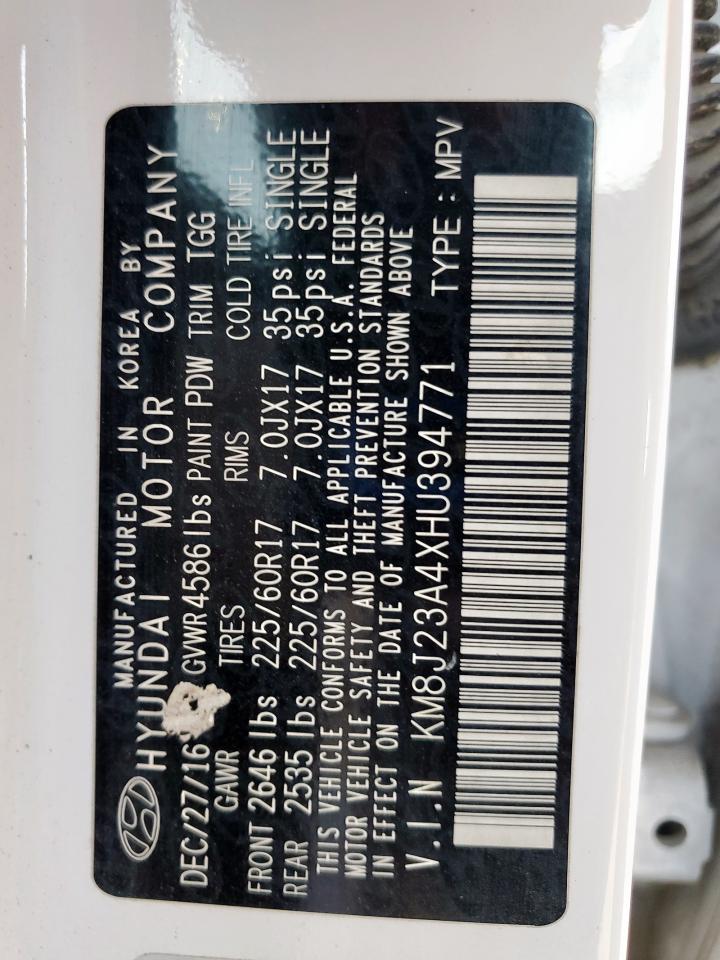 MANUFACTURED IN KOREA BY
HYUNDAI MOTOR COMPANY
DEC/27/16 GVWR 4586 lbs PAINT PDW TRIM TGG
GAWR TIRES RIMS COLD TIRE INFL
FRONT 2646 lbs 225/60R17 7.0JX17 35psi SINGLE
REAR 2535 lbs 225/60R17 7.0JX17 35psi SINGLE
THIS VEHICLE CONFORMS TO ALL APPLICABLE U.S.A. FEDERAL
MOTOR VEHICLE SAFETY AND THEFT PREVENTION STANDARDS
IN EFFECT ON THE DATE OF MANUFACTURE SHOWN ABOVE
V.I.N KM8J23A4XHU394771 TYPE : MPV